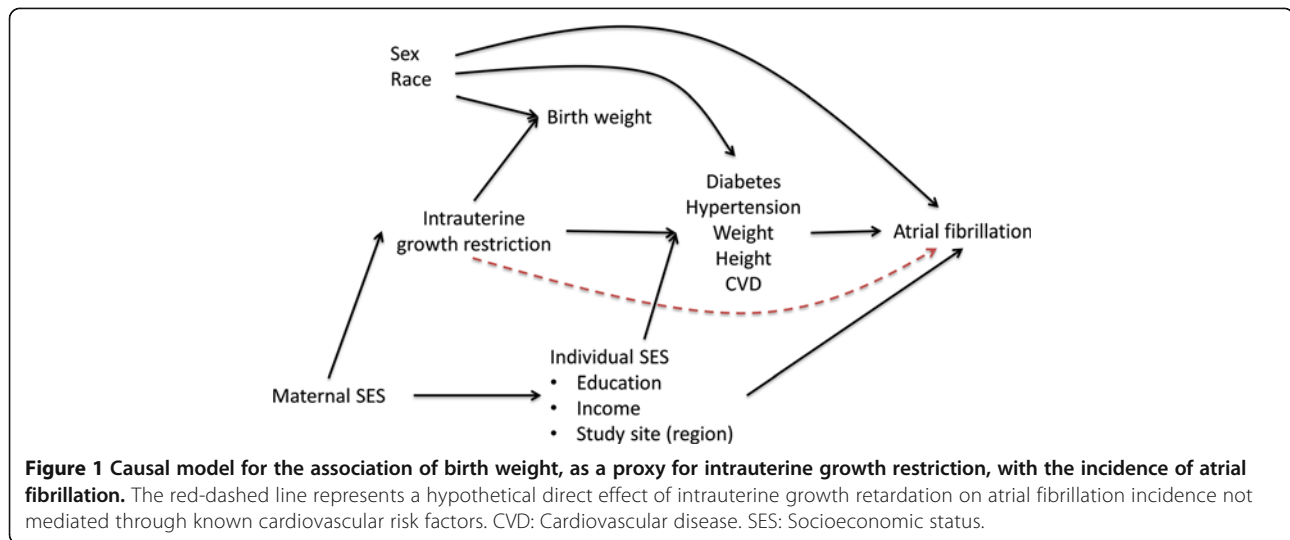 Sex
Race
Birth weight
Diabetes
Hypertension
Weight
Height
CVD
Intrauterine
growth restriction
Atrial fibrillation
Maternal SES
Individual SES
• Education
• Income
• Study site (region)
Figure 1 Causal model for the association of birth weight, as a proxy for intrauterine growth restriction, with the incidence of atrial
fibrillation. The red-dashed line represents a hypothetical direct effect of intrauterine growth retardation on atrial fibrillation incidence not
mediated through known cardiovascular risk factors. CVD: Cardiovascular disease. SES: Socioeconomic status.